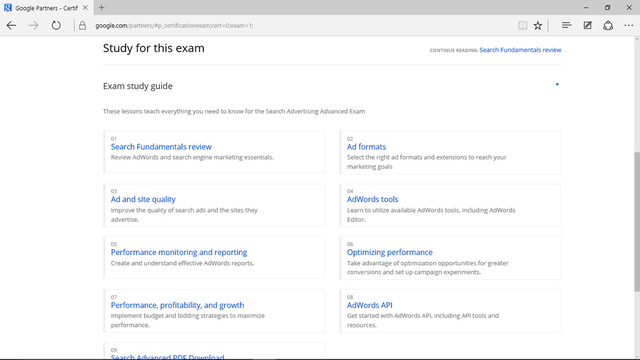 Google Partners - Certif
google.com/partners/#p_certificationexam;cert=0;exam=1;
Study for this exam
CONTINUE READING: Search Fundamentals review
Exam study guide
These lessons teach everything you need to know for the Search Advertising Advanced Exam
01
Search Fundamentals review
Review AdWords and search engine marketing essentials.
02
Ad formats
Select the right ad formats and extensions to reach your
marketing goals
03
Ad and site quality
Improve the quality of search ads and the sites they
advertise.
04
AdWords tools
Learn to utilize available AdWords tools, including AdWords
Editor.
05
Performance monitoring and reporting
Create and understand effective AdWords reports.
06
Optimizing performance
Take advantage of optimization opportunities for greater
conversions and set up campaign experiments.
07
Performance, profitability, and growth
Implement budget and bidding strategies to maximize
performance.
08
AdWords API
Get started with AdWords API, including API tools and
resources.
09
Search Advanced PDF Download